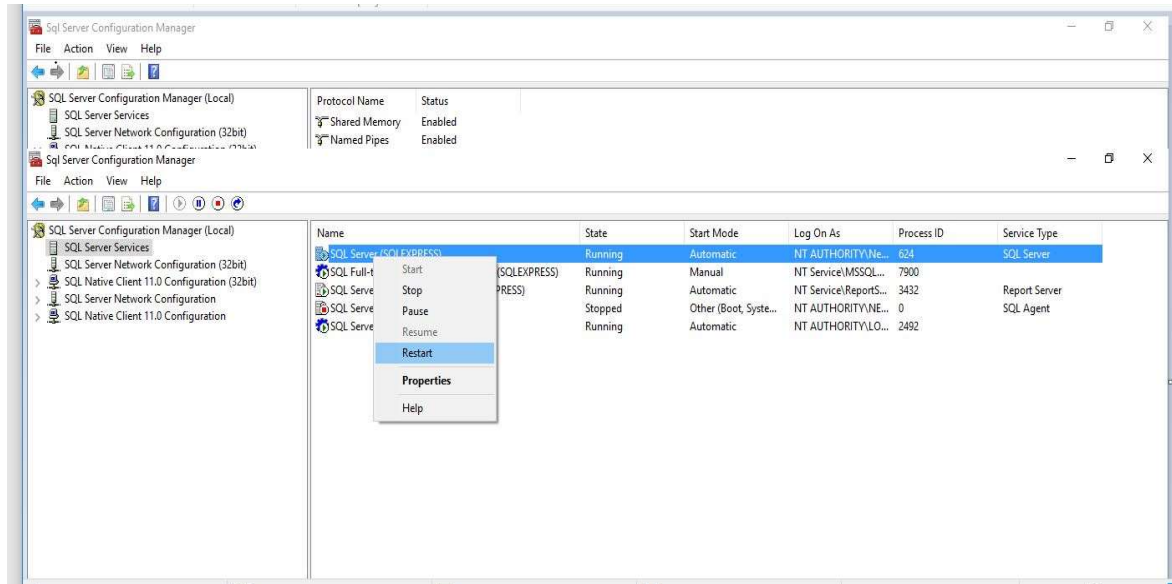 Sql Server Configuration Manager
File Action View Help
SQL Server Configuration Manager (Local)
SQL Server Services
SQL Server Network Configuration (32bit)
SQL Native Client 11.0 Configuration (32bit)
Protocol Name Status
Shared Memory Enabled
Named Pipes Enabled
Sql Server Configuration Manager
File Action View Help
SQL Server Configuration Manager (Local)
SQL Server Services
SQL Server Network Configuration (32bit)
SQL Native Client 11.0 Configuration (32bit)
SQL Server Network Configuration
SQL Native Client 11.0 Configuration
Name State Start Mode Log On As Process ID Service Type
SQL Server (SQLEXPRESS) Running Automatic NT AUTHORITY\Ne... 624 SQL Server
SQL Full-t (SQLEXPRESS) Running Manual NT Service\MSSQL... 7900
SQL Serve PRESS) Running Automatic NT Service\ReportS... 3432 Report Server
SQL Serve Stopped Other (Boot, Syste... NT AUTHORITY\NE... 0 SQL Agent
SQL Serve Running Automatic NT AUTHORITY\LO... 2492
Start
Stop
Pause
Resume
Restart
Properties
Help